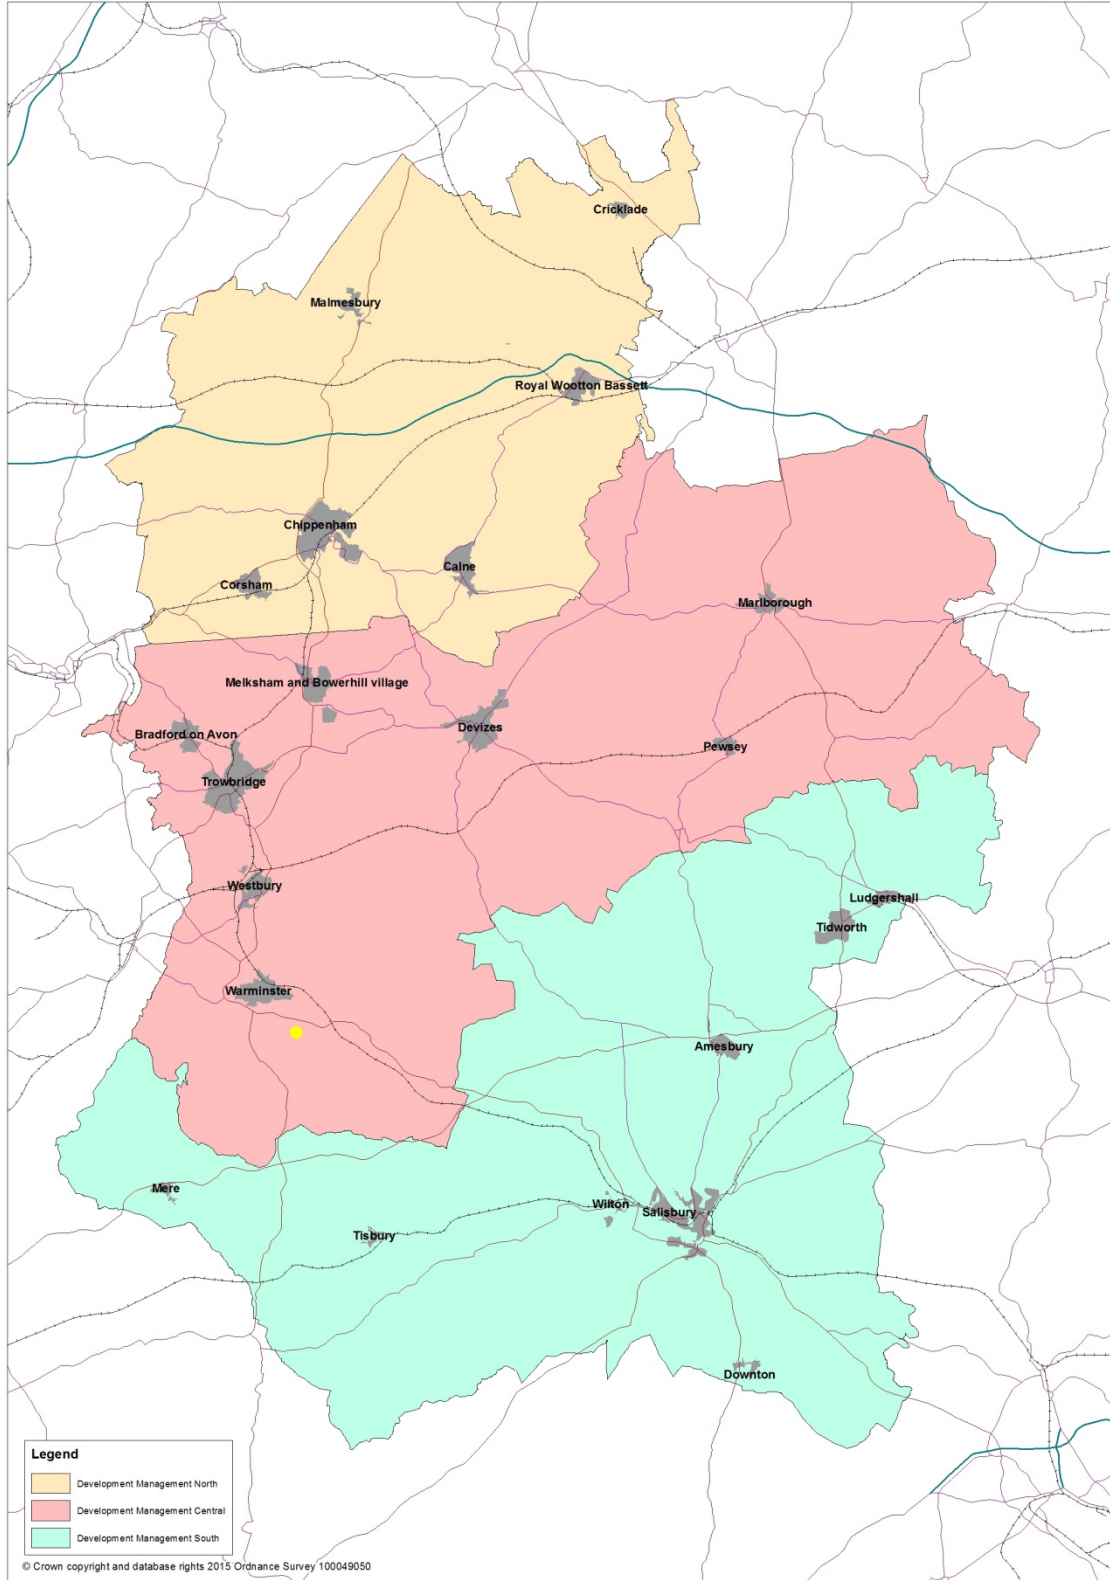 Cricklade
Malmesbury
Royal Wootton Bassett
Chippenham
Calne
Corsham
Marlborough
Melksham and Bowerhill village
Devizes
Bradford on Avon
Pewsey
Trowbridge
Westbury
Ludgershall
Tidworth
Warminster
Amesbury
Mere
Wilton
Salisbury
Tisbury
Downton
Legend
Development Management North
Development Management Central
Development Management South
© Crown copyright and database rights 2015 Ordnance Survey 100049050